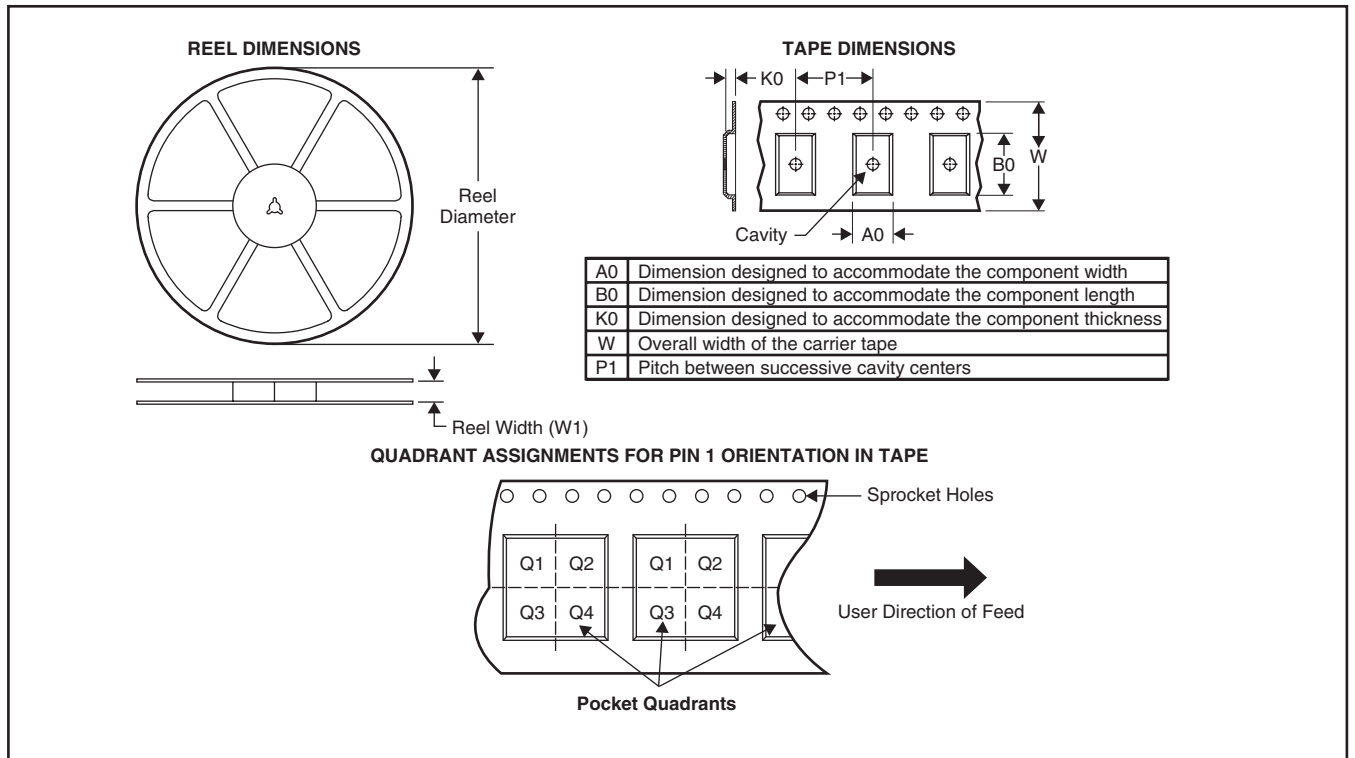 REEL DIMENSIONS
Reel
Diameter
Reel Width (W1)
TAPE DIMENSIONS
K0
P1
B0
W
Cavity
A0
A0 Dimension designed to accommodate the component width
B0 Dimension designed to accommodate the component length
K0 Dimension designed to accommodate the component thickness
W Overall width of the carrier tape
P1 Pitch between successive cavity centers
QUADRANT ASSIGNMENTS FOR PIN 1 ORIENTATION IN TAPE
Sprocket Holes
Q1 Q2 Q1 Q2
Q3 Q4 Q3 Q4
User Direction of Feed
Pocket Quadrants